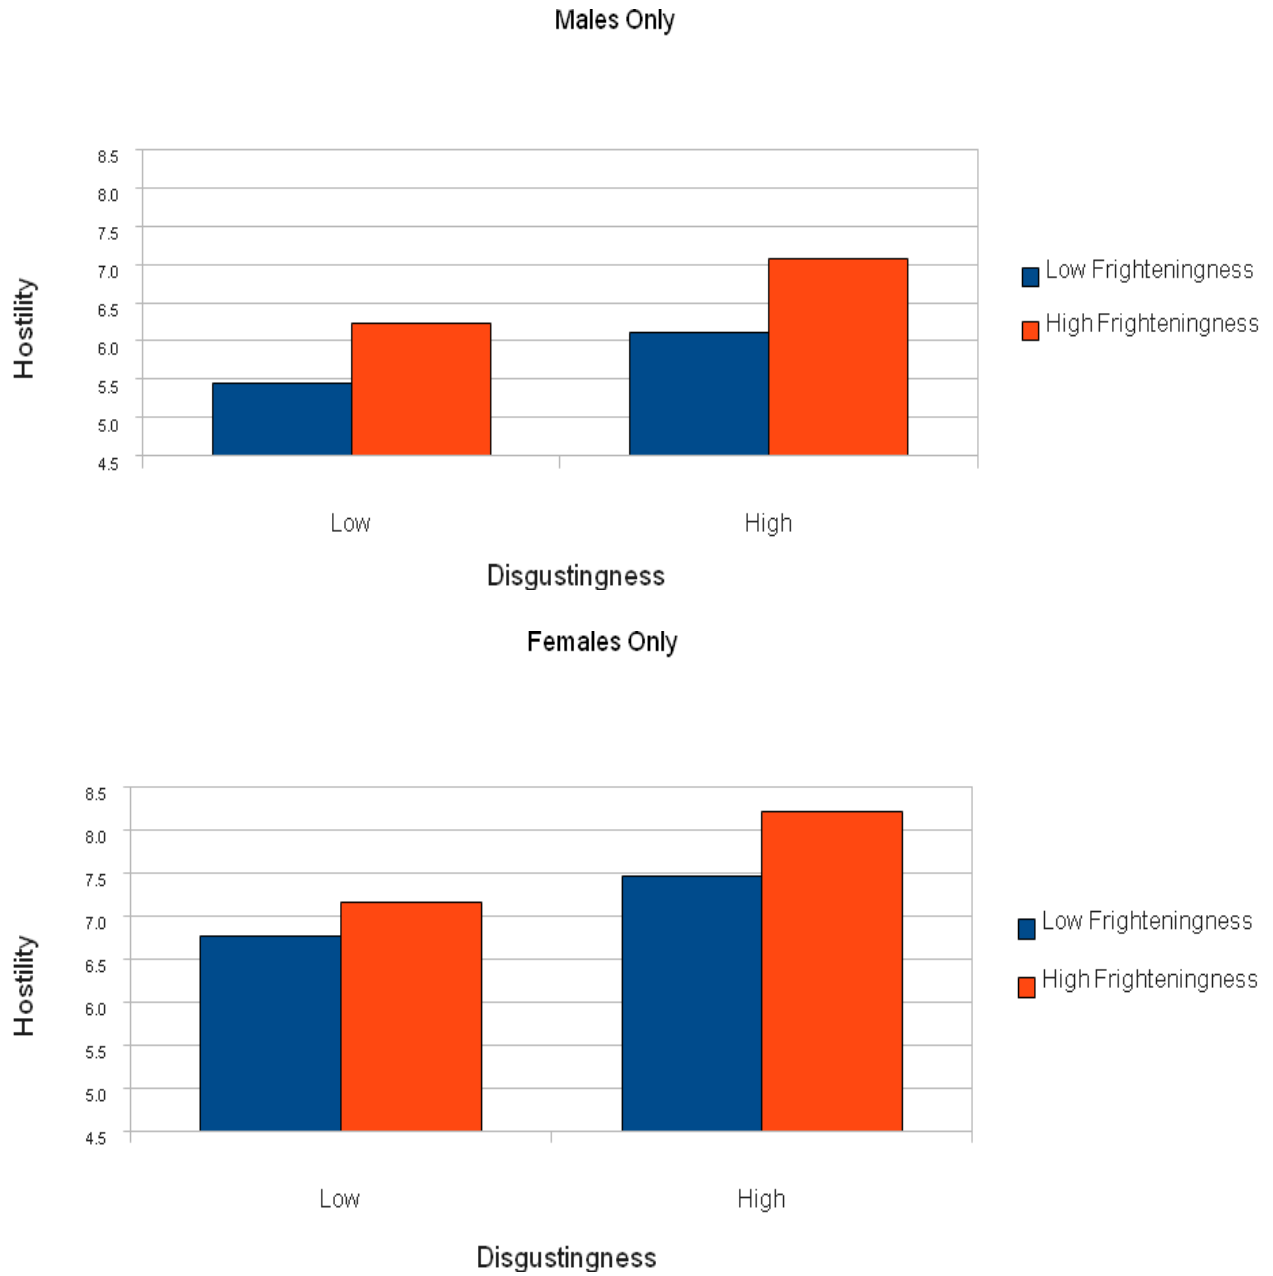 Males Only
8.5
8.0
7.5
7.0
6.5
6.0
5.5
5.0
4.5
Hostility
Low Frighteningness
High Frighteningness
Low High
Disgustingness
Females Only
8.5
8.0
7.5
7.0
6.5
6.0
5.5
5.0
4.5
Hostility
Low Frighteningness
High Frighteningness
Low High
Disgustingness